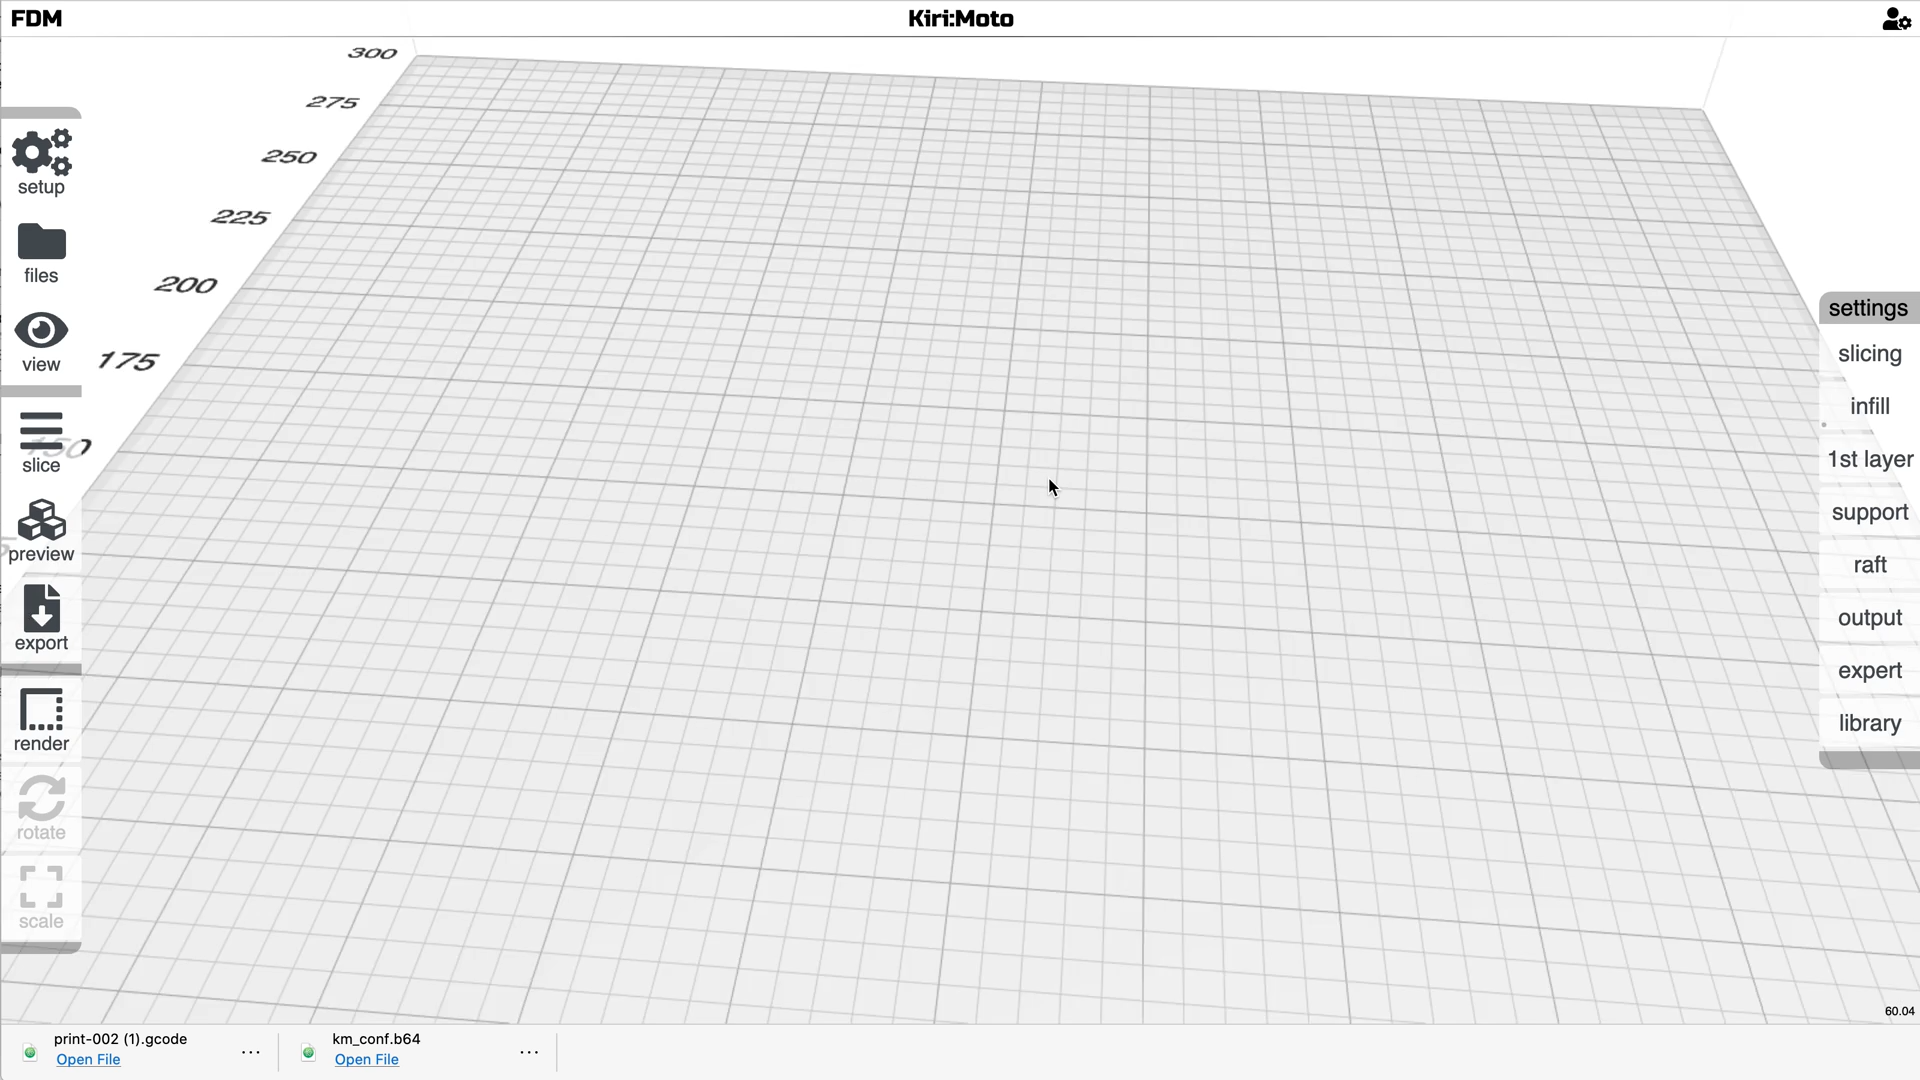 FDM
Kiri:Moto
300
275
250
225
200
175
setup
files
view
slice
preview
export
render
rotate
scale
settings
slicing
infill
1st layer
support
raft
output
expert
library
60.04
print-002 (1).gcode
Open File
km_conf.b64
Open File